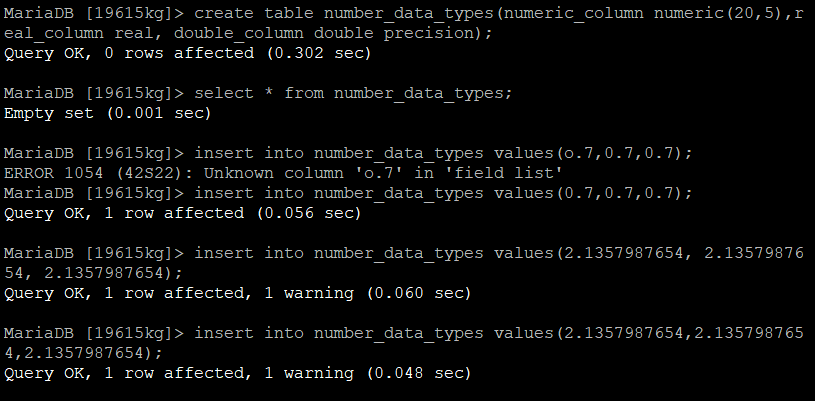 MariaDB [19615kg]> create table number_data_types(numeric_column numeric(20,5),r
eal_column real, double_column double precision);
Query OK, 0 rows affected (0.302 sec)
MariaDB [19615kg]> select * from number_data_types;
Empty set (0.001 sec)
MariaDB [19615kg]> insert into number_data_types values(o.7,0.7,0.7);
ERROR 1054 (42S22): Unknown column 'o.7' in 'field list'
MariaDB [19615kg]> insert into number_data_types values(0.7,0.7,0.7);
Query OK, 1 row affected (0.056 sec)
MariaDB [19615kg]> insert into number_data_types values(2.1357987654, 2.13579876
54, 2.1357987654);
Query OK, 1 row affected, 1 warning (0.060 sec)
MariaDB [19615kg]> insert into number_data_types values(2.1357987654,2.135798765
4,2.1357987654);
Query OK, 1 row affected, 1 warning (0.048 sec)